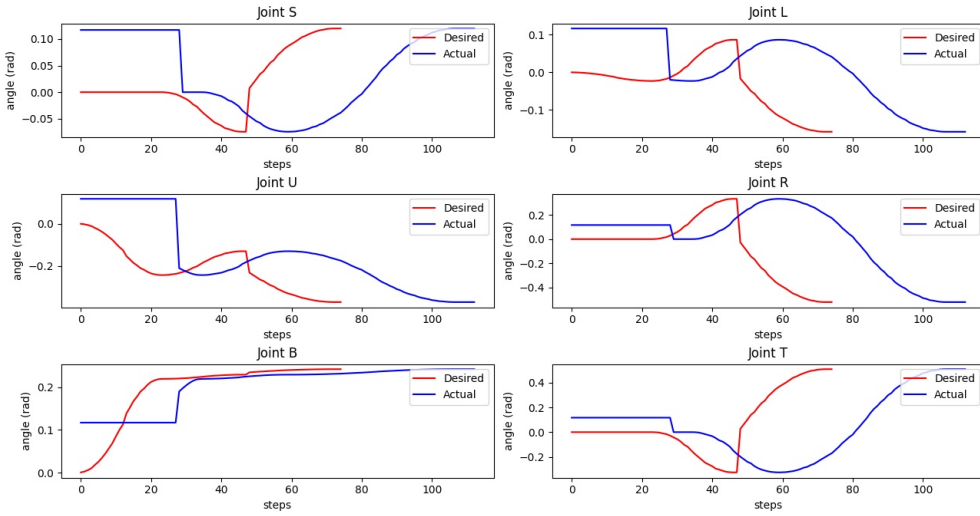 Joint S
angle (rad)
0.10
0.05
0.00
−0.05
0 20 40 60 80 100
steps
Desired
Actual
Joint L
angle (rad)
0.1
0.0
−0.1
0 20 40 60 80 100
steps
Desired
Actual
Joint U
angle (rad)
0.0
−0.2
0 20 40 60 80 100
steps
Desired
Actual
Joint R
angle (rad)
0.2
0.0
−0.2
−0.4
0 20 40 60 80 100
steps
Desired
Actual
Joint B
angle (rad)
0.2
0.1
0.0
0 20 40 60 80 100
steps
Desired
Actual
Joint T
angle (rad)
0.4
0.2
0.0
−0.2
0 20 40 60 80 100
steps
Desired
Actual